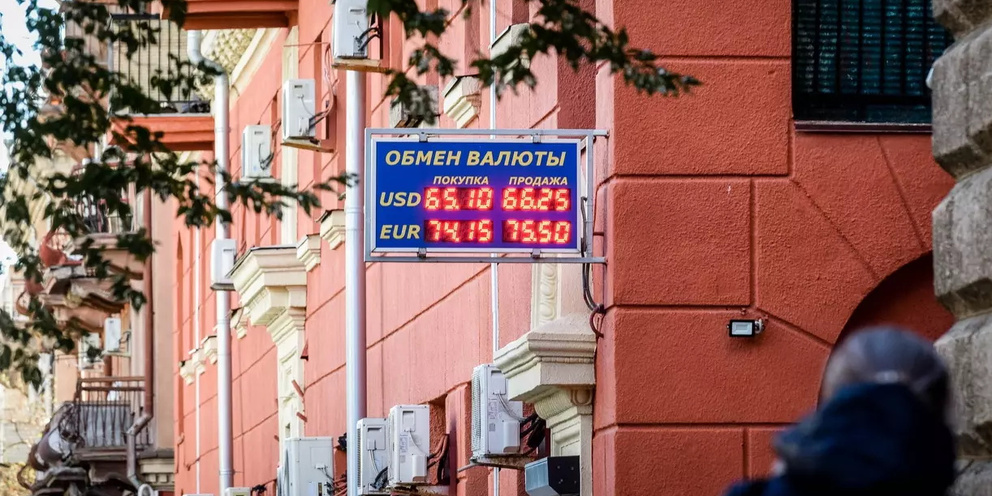 ОБМЕН ВАЛЮТЫ
ПОКУПКА ПРОДАЖА
USD 65.10 66.25
EUR 74.15 75.50